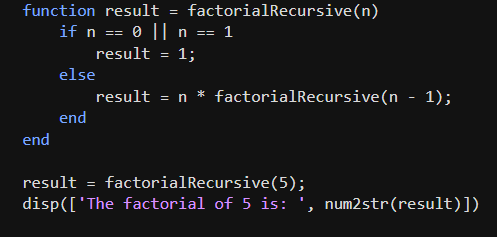 function result = factorialRecursive(n)
    if n == 0 || n == 1
        result = 1;
    else
        result = n * factorialRecursive(n - 1);
    end
end

result = factorialRecursive(5);
disp(['The factorial of 5 is: ', num2str(result)])